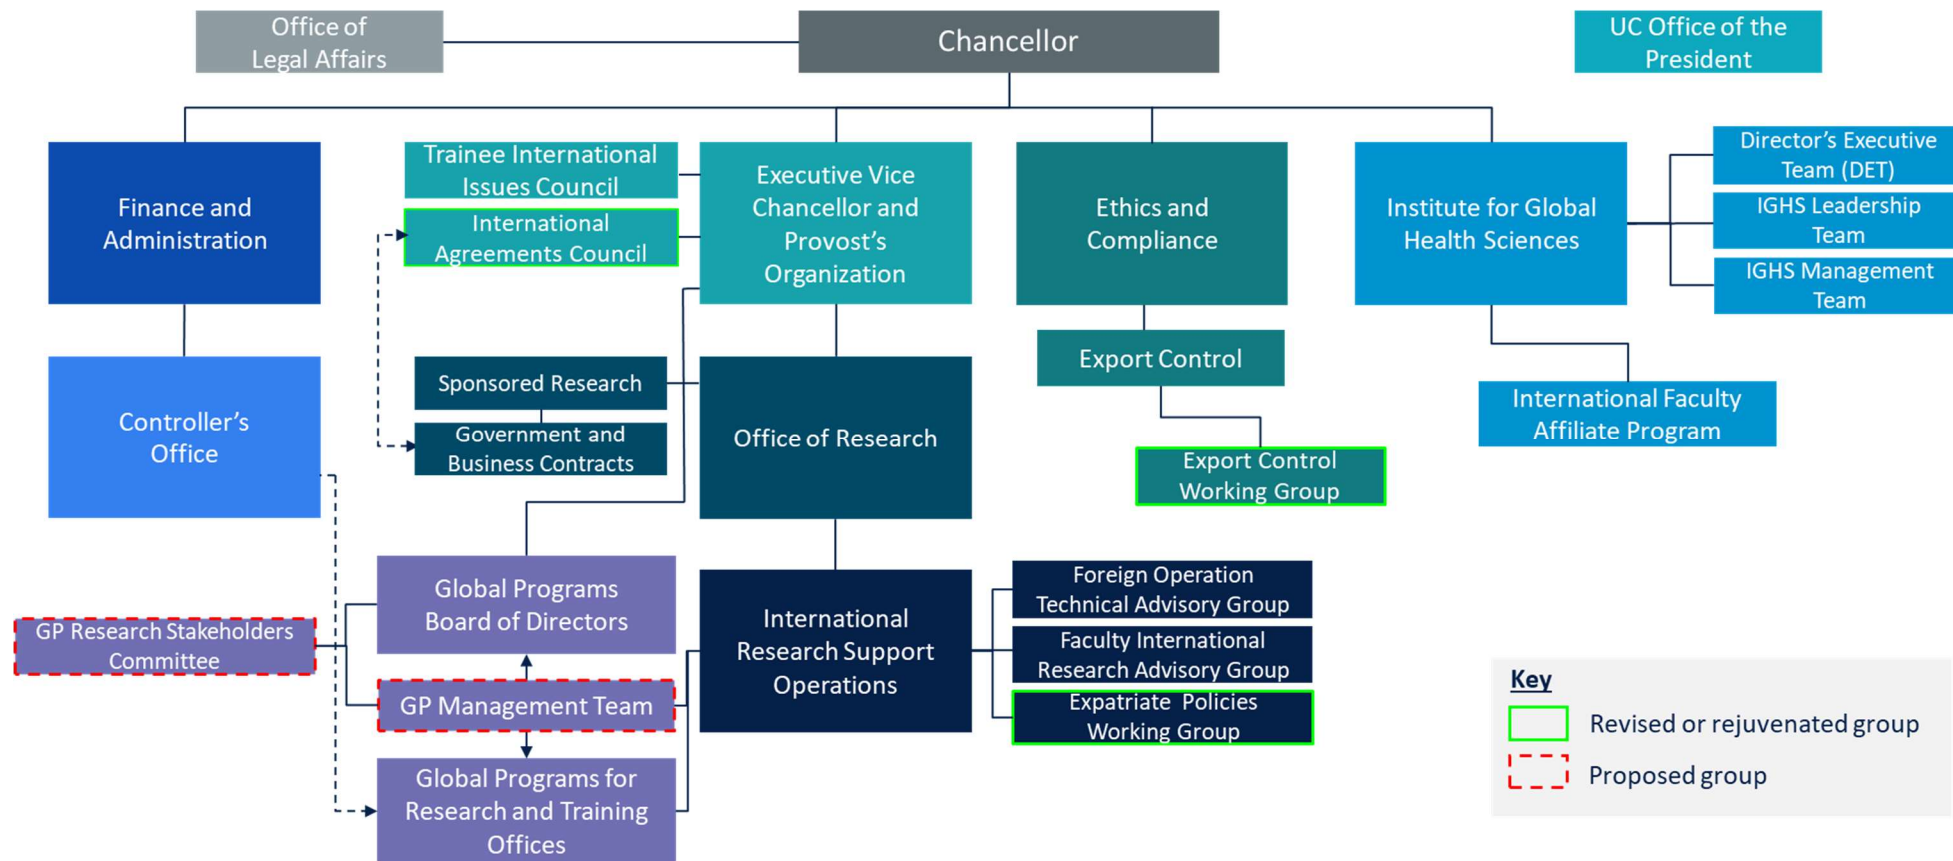 Office of
Legal Affairs
Chancellor
UC Office of the
President
Finance and
Administration
Trainee International
Issues Council
International
Agreements Council
Executive Vice
Chancellor and
Provost's
Organization
Ethics and
Compliance
Institute for Global
Health Sciences
Director's Executive
Team (DET)
IGHS Leadership
Team
IGHS Management
Team
Controller's
Office
Sponsored Research
Government and
Business Contracts
Office of Research
Export Control
Export Control
Working Group
International Faculty
Affiliate Program
GP Research Stakeholders
Committee
Global Programs
Board of Directors
GP Management Team
Global Programs for
Research and Training
Offices
International
Research Support
Operations
Foreign Operation
Technical Advisory Group
Faculty International
Research Advisory Group
Expatriate Policies
Working Group
Key
Revised or rejuvenated group
Proposed group